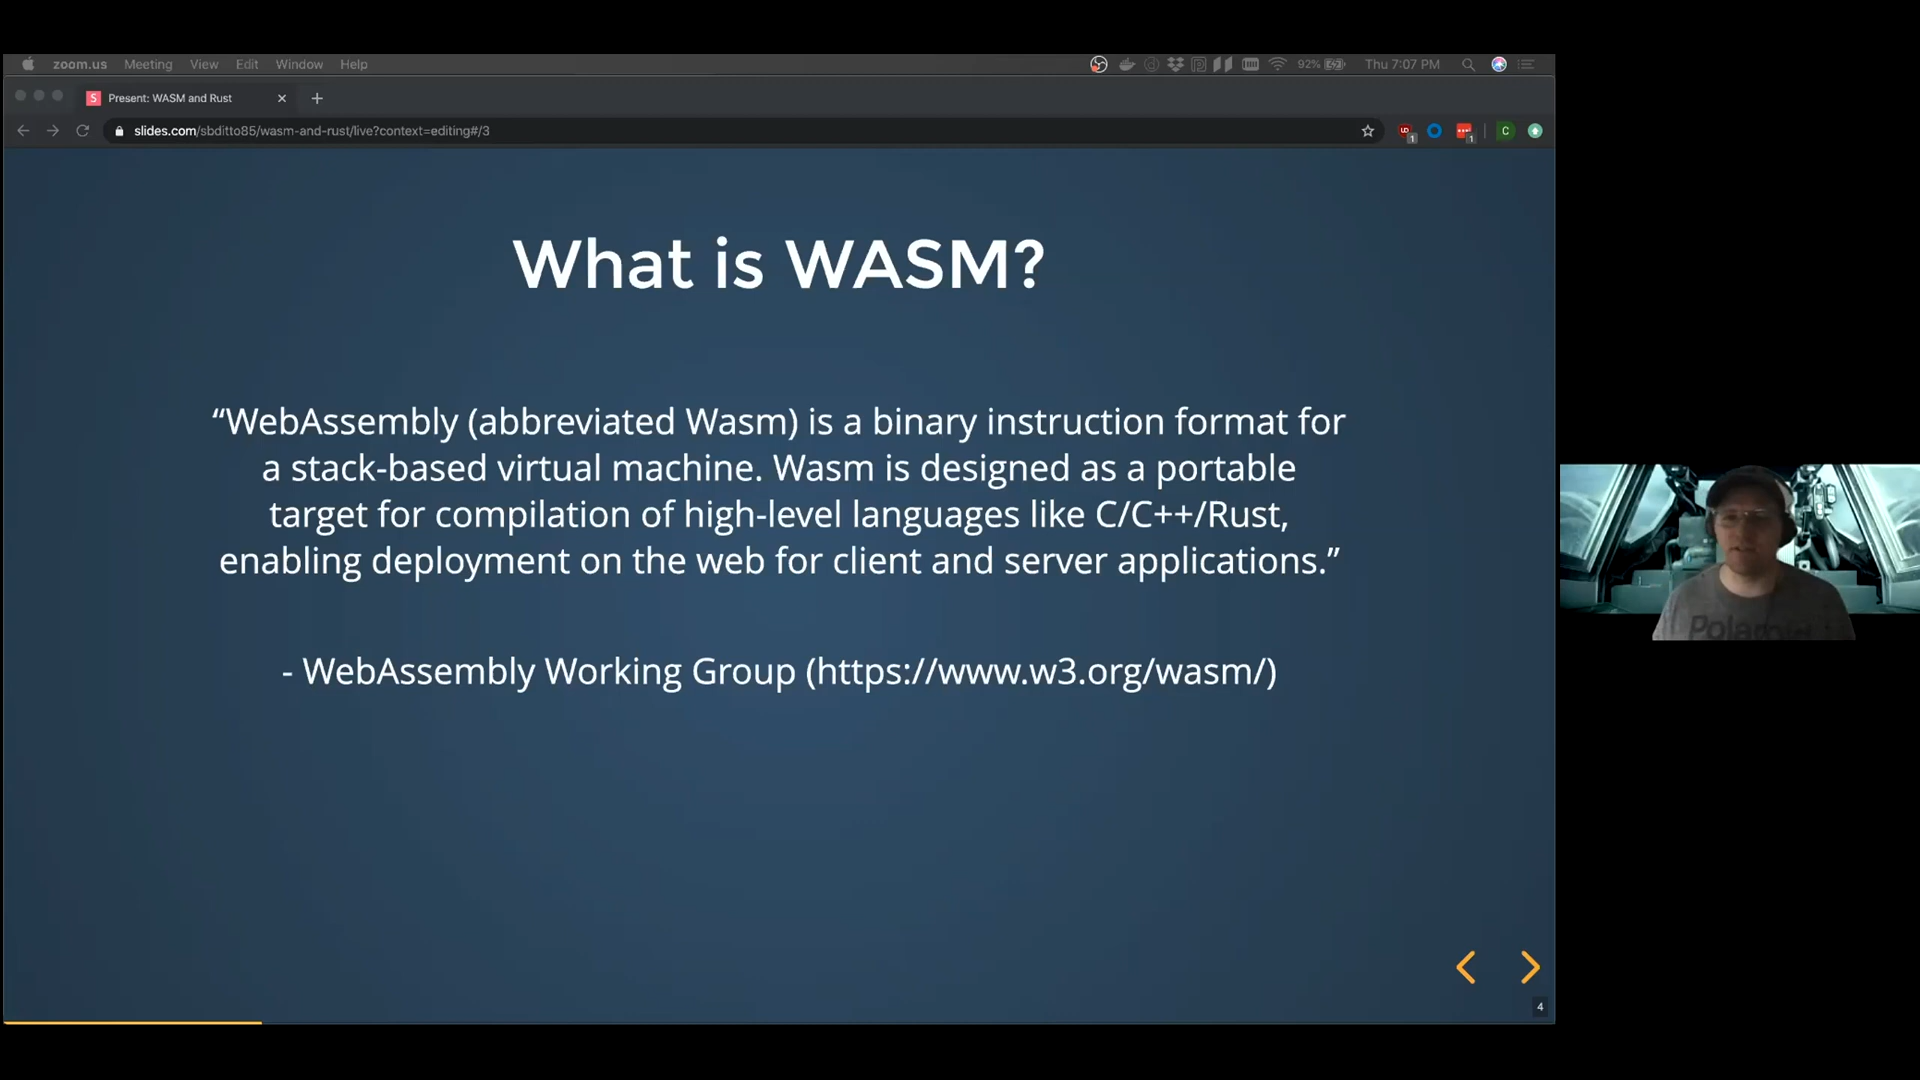 zoom.us Meeting View Edit Window Help 92% Thu 7:07 PM
S Present: WASM and Rust
slides.com/sbditto85/wasm-and-rust/live?context=editing#/3
1 1 C
What is WASM?
“WebAssembly (abbreviated Wasm) is a binary instruction format for
a stack-based virtual machine. Wasm is designed as a portable
target for compilation of high-level languages like C/C++/Rust,
enabling deployment on the web for client and server applications.”
- WebAssembly Working Group (https://www.w3.org/wasm/)
4